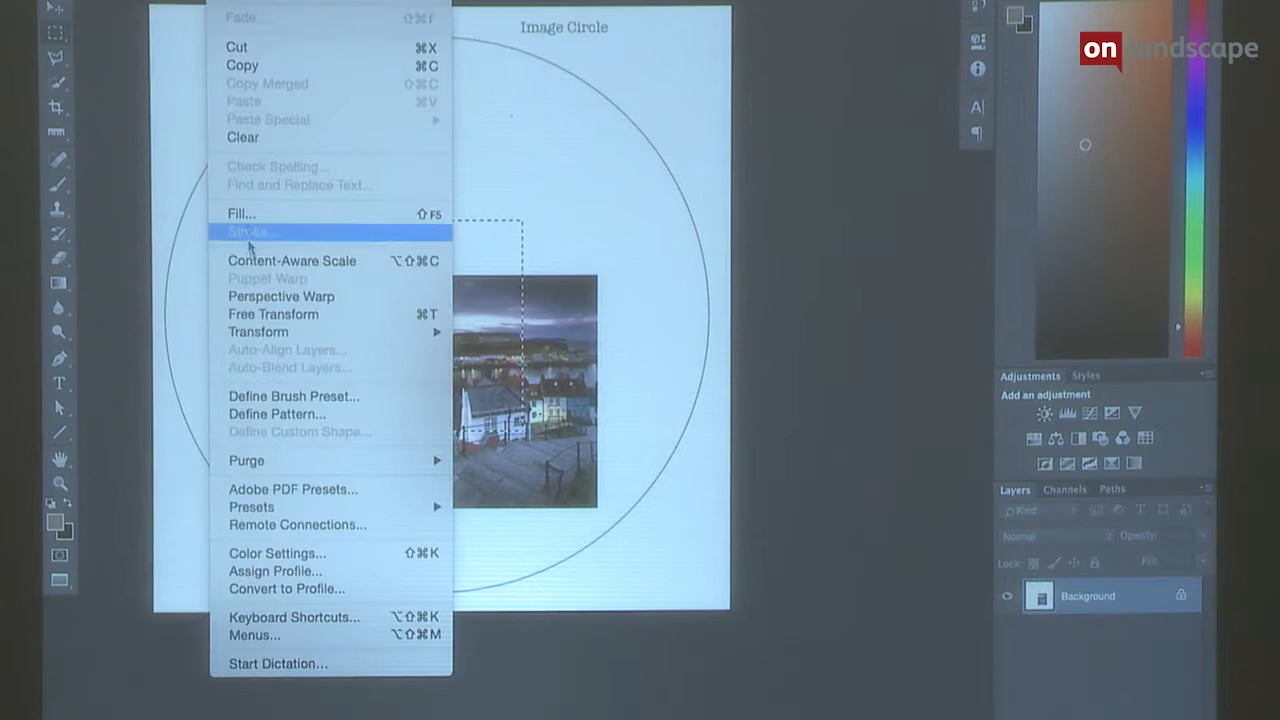 Image Circle
on landscape
Fade... ⇧⌘F
Cut ⌘X
Copy ⌘C
Copy Merged ⇧⌘C
Paste ⌘V
Paste Special
Clear
Check Spelling...
Find and Replace Text...
Fill... ⇧F5
Stroke...
Content-Aware Scale ⌥⇧⌘C
Puppet Warp
Perspective Warp
Free Transform ⌘T
Transform
Auto-Align Layers...
Auto-Blend Layers...
Define Brush Preset...
Define Pattern...
Define Custom Shape...
Purge
Adobe PDF Presets...
Presets
Remote Connections...
Color Settings... ⇧⌘K
Assign Profile...
Convert to Profile...
Keyboard Shortcuts... ⌥⇧⌘K
Menus... ⌥⇧⌘M
Start Dictation...
Adjustments Styles
Add an adjustment
Layers Channels Paths
Kind
Normal Opacity:
Lock: Fill:
Background